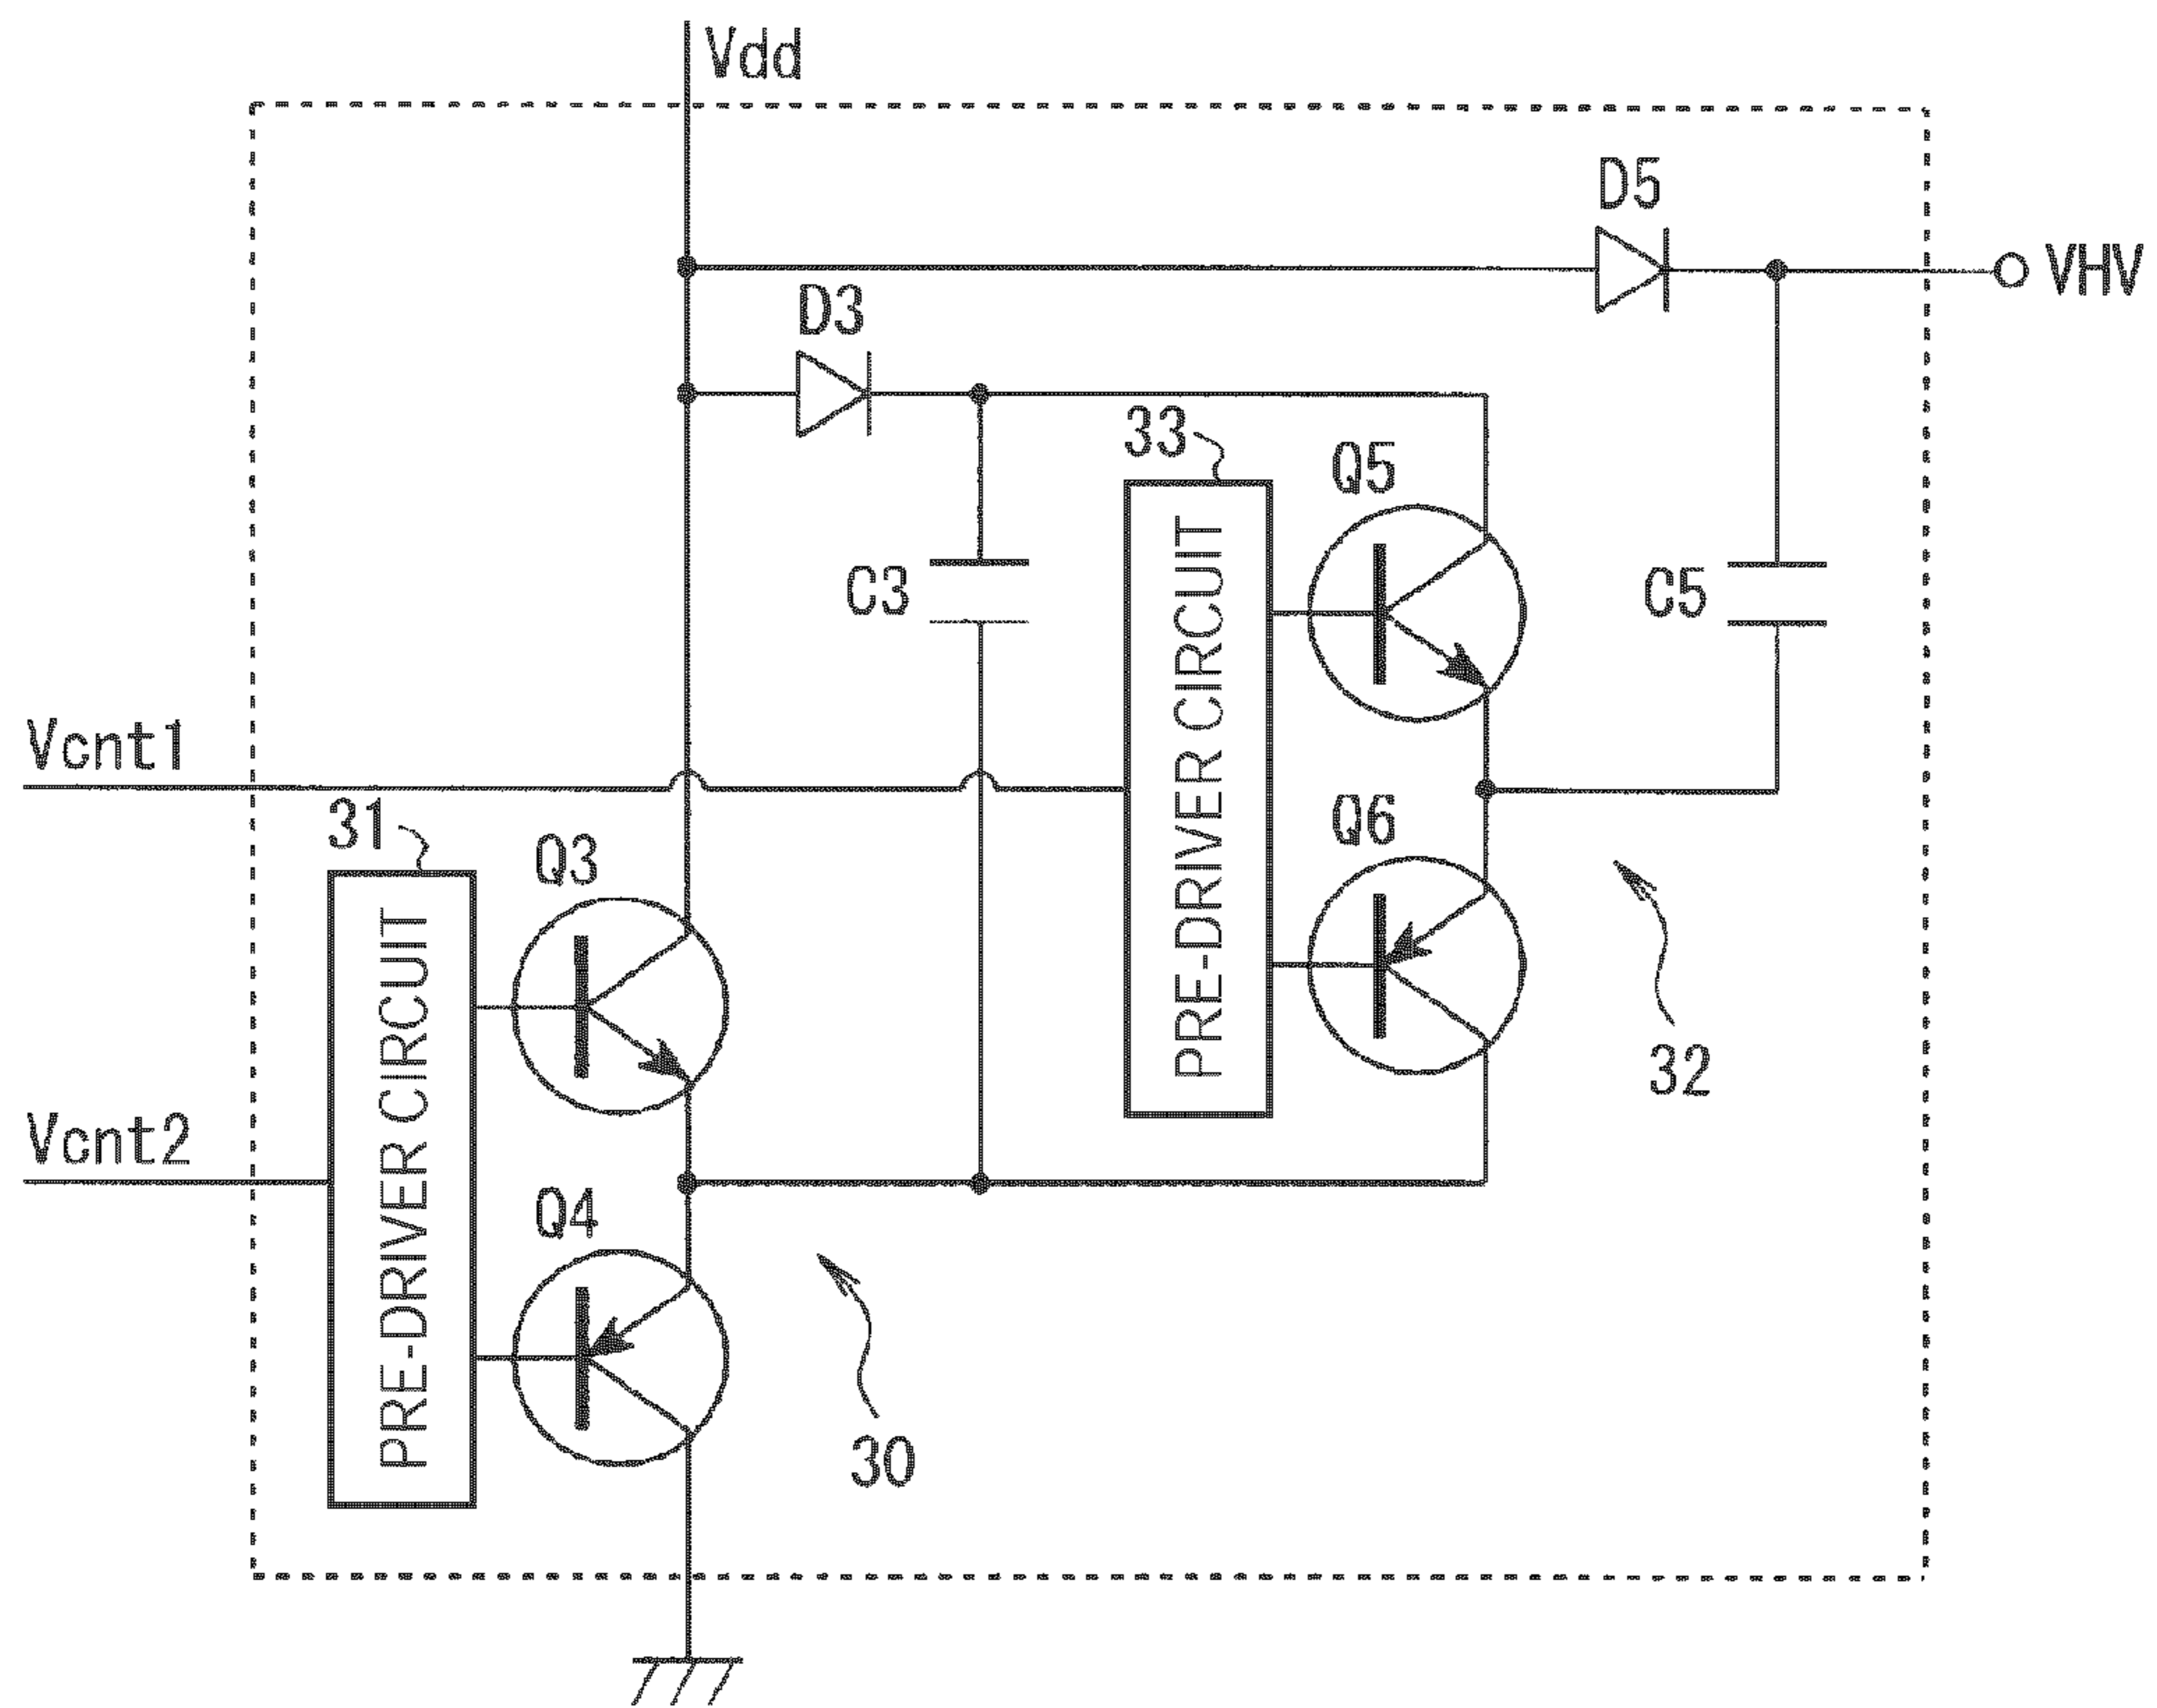 Vdd
D5
VHV
D3
33
Q5
C3
PRE-DRIVER CIRCUIT
C5
Vcnt1
31
Q3
Q6
PRE-DRIVER CIRCUIT
32
Vcnt2
Q4
30